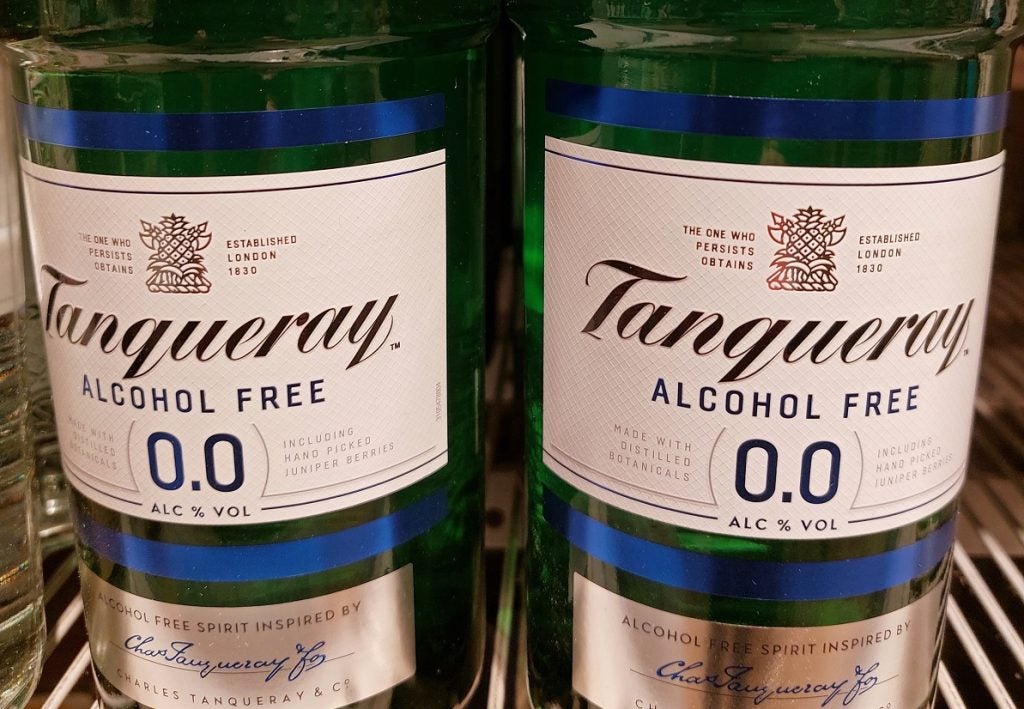 THE ONE WHO
PERSISTS
OBTAINS
ESTABLISHED
LONDON
1830
Tanqueray™
ALCOHOL FREE
MADE WITH
DISTILLED
BOTANICALS
0.0
INCLUDING
HAND PICKED
JUNIPER BERRIES
ALC % VOL
ALCOHOL FREE SPIRIT INSPIRED BY
Chas Tanqueray & Co
CHARLES TANQUERAY & Cº
THE ONE WHO
PERSISTS
OBTAINS
ESTABLISHED
LONDON
1830
Tanqueray™
ALCOHOL FREE
MADE WITH
DISTILLED
BOTANICALS
0.0
INCLUDING
HAND PICKED
JUNIPER BERRIES
ALC % VOL
ALCOHOL FREE SPIRIT INSPIRED BY
Chas Tanqueray & Co